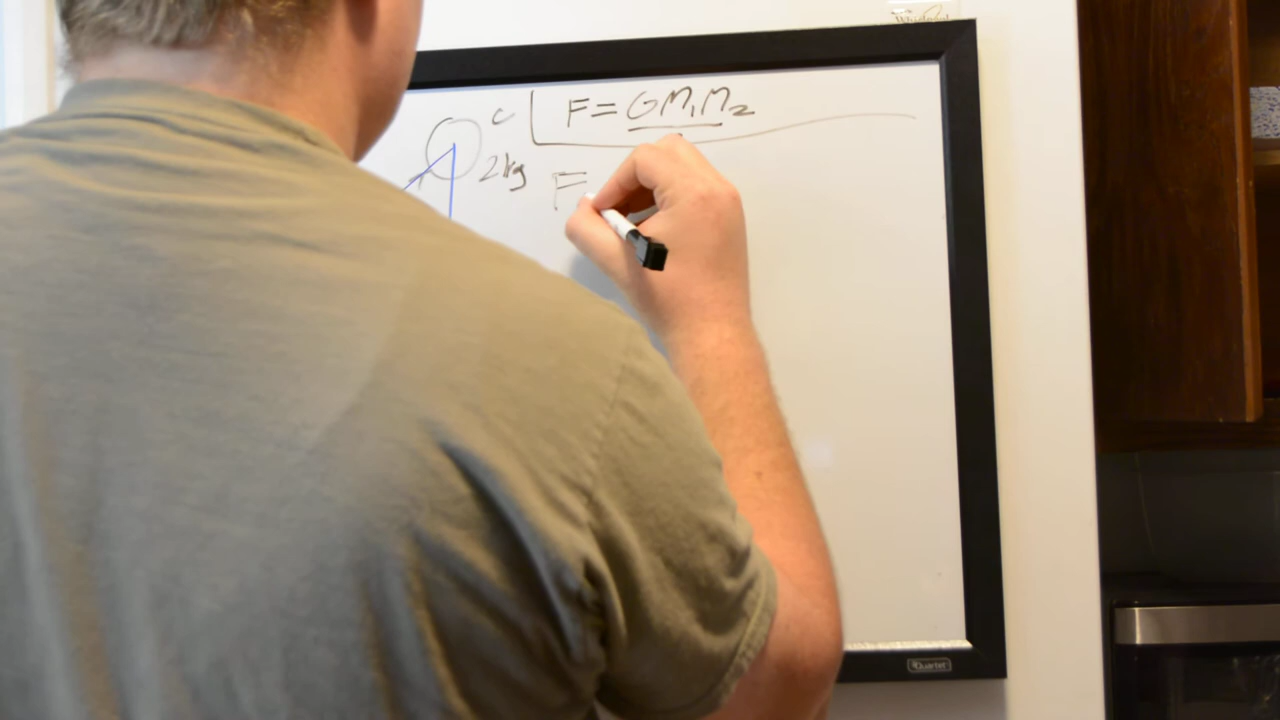 F = GM₁M₂
C
2kg
F
Quartet